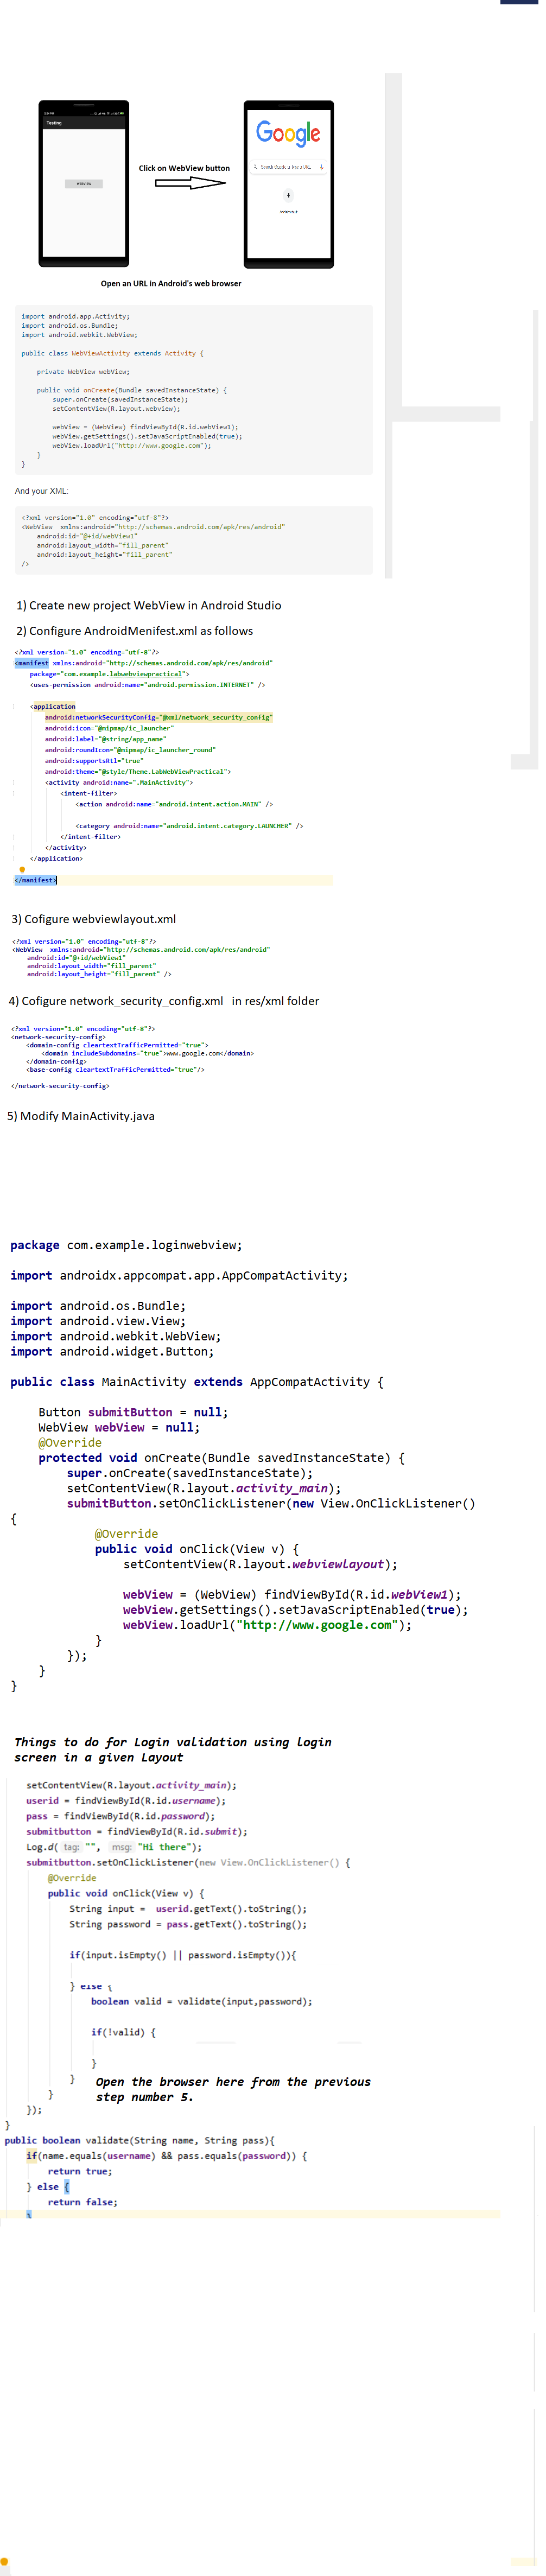 Testing
WEBVIEW
Click on WebView button
Google
Search Google or type a URL
Open an URL in Android's web browser
import android.app.Activity;
import android.os.Bundle;
import android.webkit.WebView;
public class WebViewActivity extends Activity {
private WebView webView;
public void onCreate(Bundle savedInstanceState) {
super.onCreate(savedInstanceState);
setContentView(R.layout.webview);
webView = (WebView) findViewById(R.id.webView1);
webView.getSettings().setJavaScriptEnabled(true);
webView.loadUrl("http://www.google.com");
}
}
And your XML:
<?xml version="1.0" encoding="utf-8"?>
<WebView  xmlns:android="http://schemas.android.com/apk/res/android"
android:id="@+id/webView1"
android:layout_width="fill_parent"
android:layout_height="fill_parent"
/>
1) Create new project WebView in Android Studio
2) Configure AndroidMenifest.xml as follows
<?xml version="1.0" encoding="utf-8"?>
<manifest xmlns:android="http://schemas.android.com/apk/res/android"
package="com.example.labwebviewpractical">
<uses-permission android:name="android.permission.INTERNET" />
<application
android:networkSecurityConfig="@xml/network_security_config"
android:icon="@mipmap/ic_launcher"
android:label="@string/app_name"
android:roundIcon="@mipmap/ic_launcher_round"
android:supportsRtl="true"
android:theme="@style/Theme.LabWebViewPractical">
<activity android:name=".MainActivity">
<intent-filter>
<action android:name="android.intent.action.MAIN" />
<category android:name="android.intent.category.LAUNCHER" />
</intent-filter>
</activity>
</application>
</manifest>
3) Cofigure webviewlayout.xml
<?xml version="1.0" encoding="utf-8"?>
<WebView  xmlns:android="http://schemas.android.com/apk/res/android"
android:id="@+id/webView1"
android:layout_width="fill_parent"
android:layout_height="fill_parent" />
4) Cofigure network_security_config.xml  in res/xml folder
<?xml version="1.0" encoding="utf-8"?>
<network-security-config>
<domain-config cleartextTrafficPermitted="true">
<domain includeSubdomains="true">www.google.com</domain>
</domain-config>
<base-config cleartextTrafficPermitted="true"/>
</network-security-config>
5) Modify MainActivity.java
package com.example.loginwebview;
import androidx.appcompat.app.AppCompatActivity;
import android.os.Bundle;
import android.view.View;
import android.webkit.WebView;
import android.widget.Button;
public class MainActivity extends AppCompatActivity {
Button submitButton = null;
WebView webView = null;
@Override
protected void onCreate(Bundle savedInstanceState) {
super.onCreate(savedInstanceState);
setContentView(R.layout.activity_main);
submitButton.setOnClickListener(new View.OnClickListener()
{
@Override
public void onClick(View v) {
setContentView(R.layout.webviewlayout);
webView = (WebView) findViewById(R.id.webView1);
webView.getSettings().setJavaScriptEnabled(true);
webView.loadUrl("http://www.google.com");
}
});
}
}
Things to do for Login validation using login
screen in a given Layout
setContentView(R.layout.activity_main);
userid = findViewById(R.id.username);
pass = findViewById(R.id.password);
submitbutton = findViewById(R.id.submit);
Log.d( tag: "", msg: "Hi there");
submitbutton.setOnClickListener(new View.OnClickListener() {
@Override
public void onClick(View v) {
String input =  userid.getText().toString();
String password = pass.getText().toString();
if(input.isEmpty() || password.isEmpty()){
} else {
boolean valid = validate(input,password);
if(!valid) {
}
}
Open the browser here from the previous
step number 5.
}
});
}
public boolean validate(String name, String pass){
if(name.equals(username) && pass.equals(password)) {
return true;
} else {
return false;
}